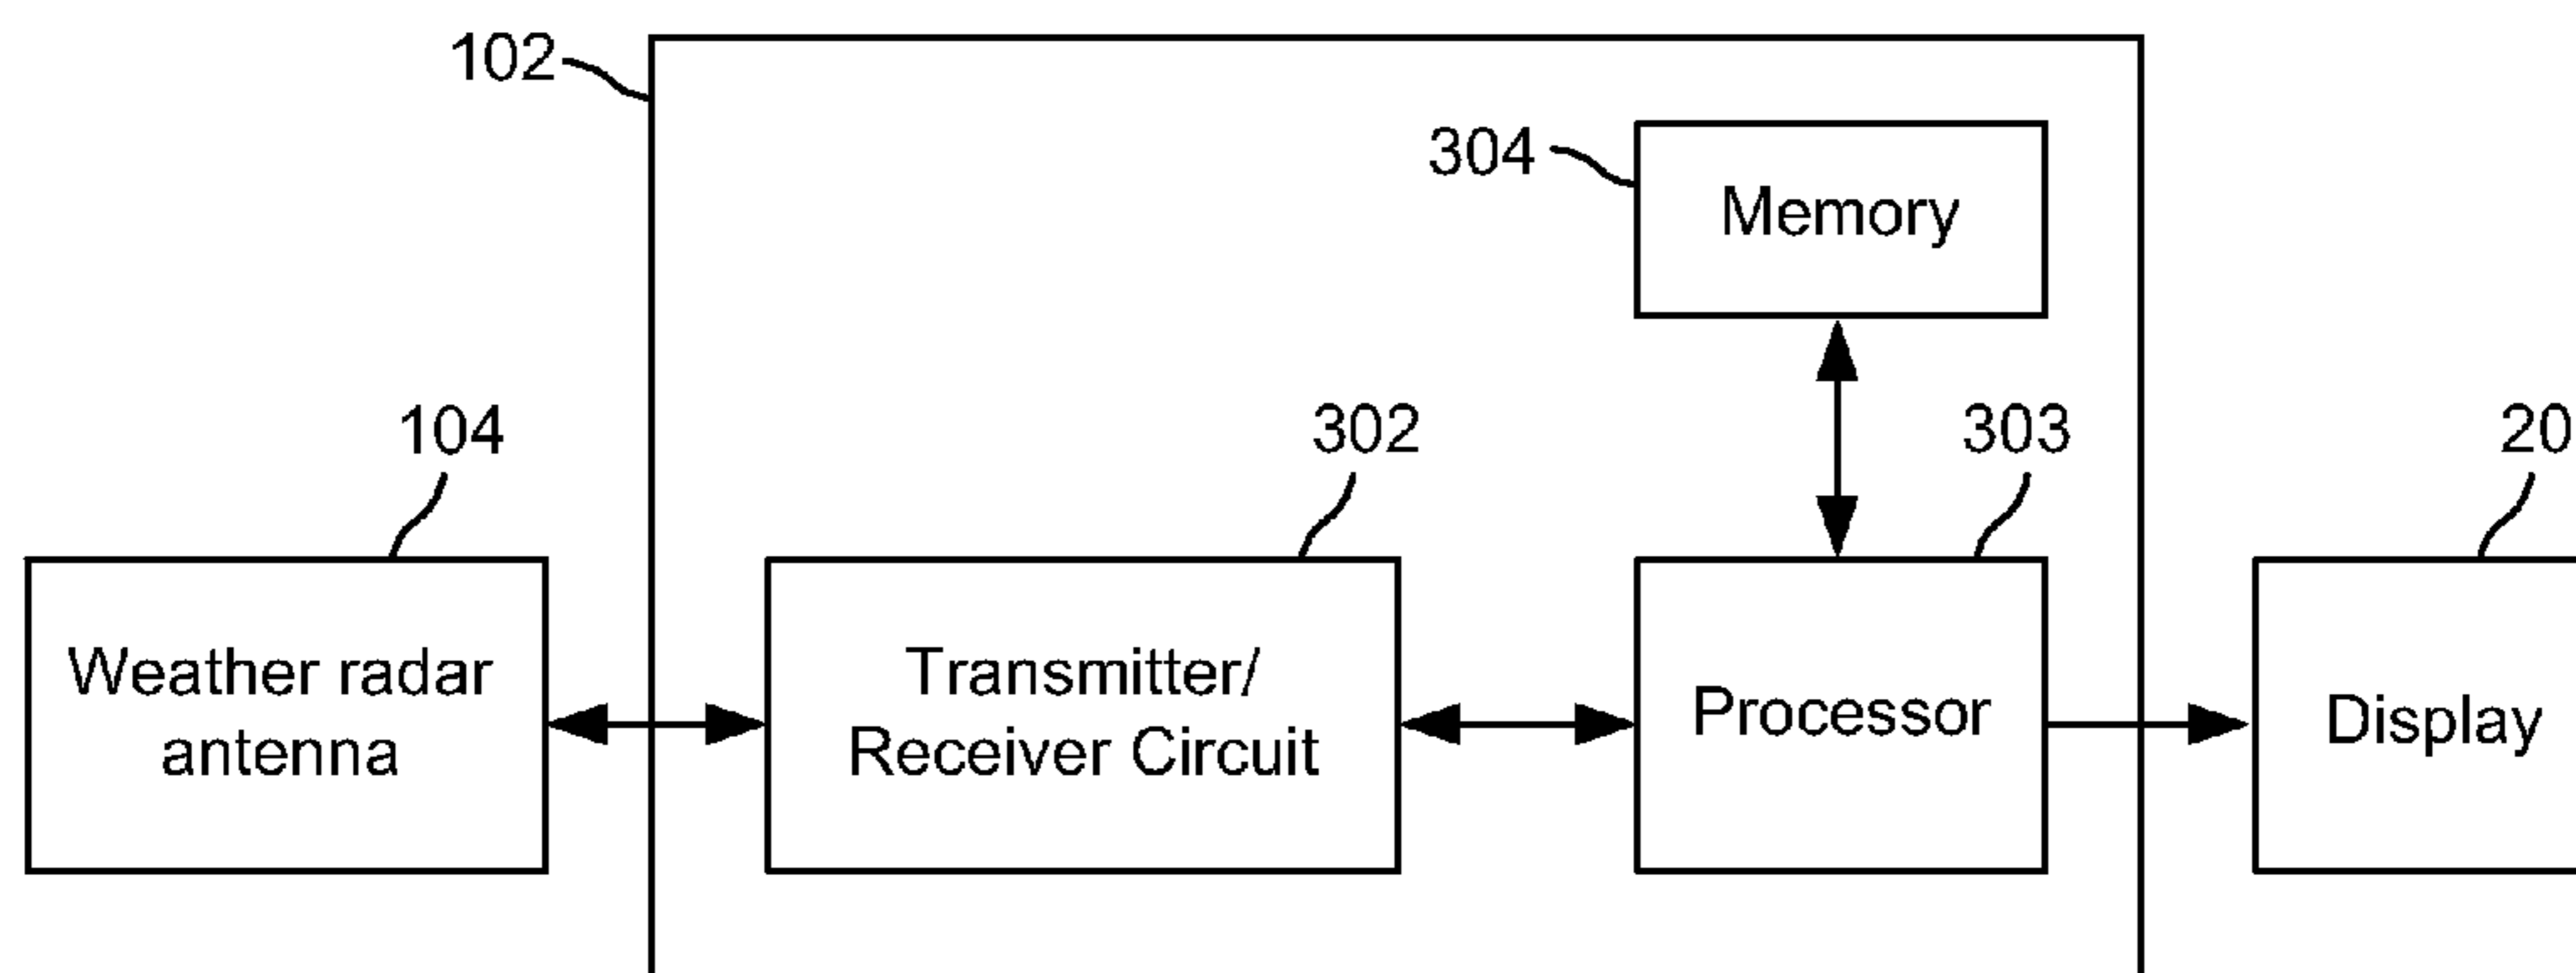 102
304
Memory
104
302
303
20
Weather radar
antenna
Transmitter/
Receiver Circuit
Processor
Display